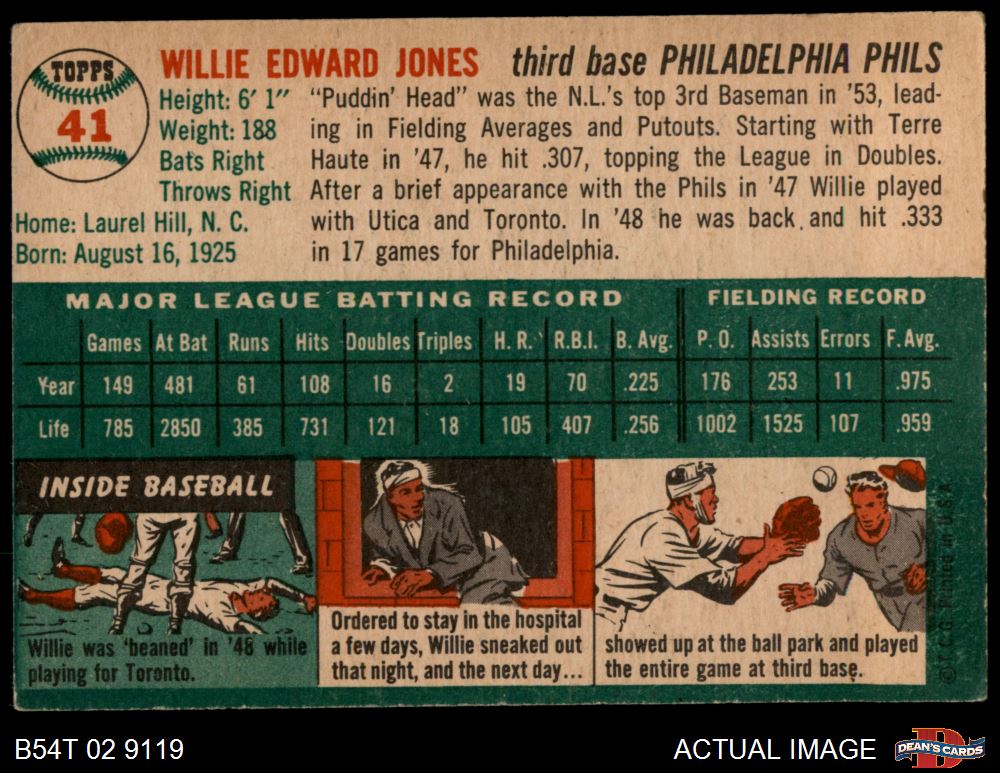 TOPPS
41
WILLIE EDWARD JONES third base PHILADELPHIA PHILS
Height: 6' 1"
Weight: 188
Bats Right
Throws Right
Home: Laurel Hill, N. C.
Born: August 16, 1925
"Puddin' Head" was the N.L.'s top 3rd Baseman in '53, lead-
ing in Fielding Averages and Putouts. Starting with Terre
Haute in '47, he hit .307, topping the League in Doubles.
After a brief appearance with the Phils in '47 Willie played
with Utica and Toronto. In '48 he was back and hit .333
in 17 games for Philadelphia.
MAJOR LEAGUE BATTING RECORD FIELDING RECORD
Games At Bat Runs Hits Doubles Triples H. R. R.B.I. B. Avg. P. O. Assists Errors F. Avg.
Year 149 481 61 108 16 2 19 70 .225 176 253 11 .975
Life 785 2850 385 731 121 18 105 407 .256 1002 1525 107 .959
INSIDE BASEBALL
Willie was 'beaned' in '48 while
playing for Toronto.
Ordered to stay in the hospital
a few days, Willie sneaked out
that night, and the next day...
showed up at the ball park and played
the entire game at third base.
© T.C.G. Printed in U.S.A.
B54T 02 9119
ACTUAL IMAGE
D
DEAN'S CARDS